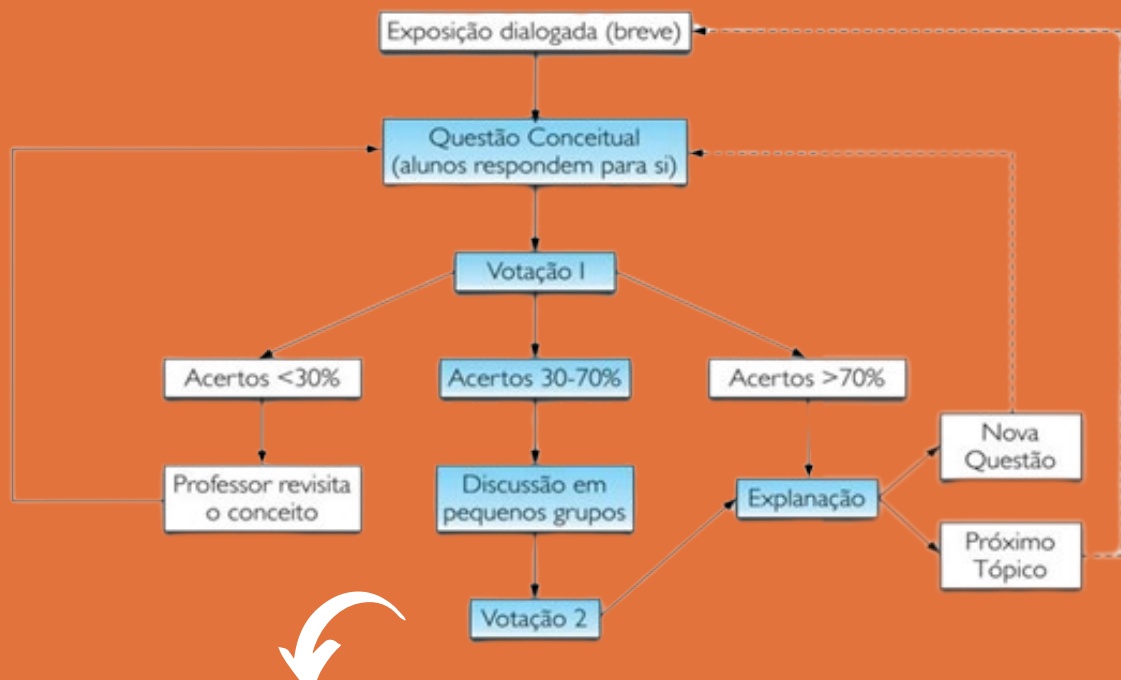 Exposição dialogada (breve)
Questão Conceitual
(alunos respondem para si)
Votação I
Acertos <30%
Acertos 30-70%
Acertos >70%
Professor revisita
o conceito
Discussão em
pequenos grupos
Explanação
Nova
Questão
Próximo
Tópico
Votação 2